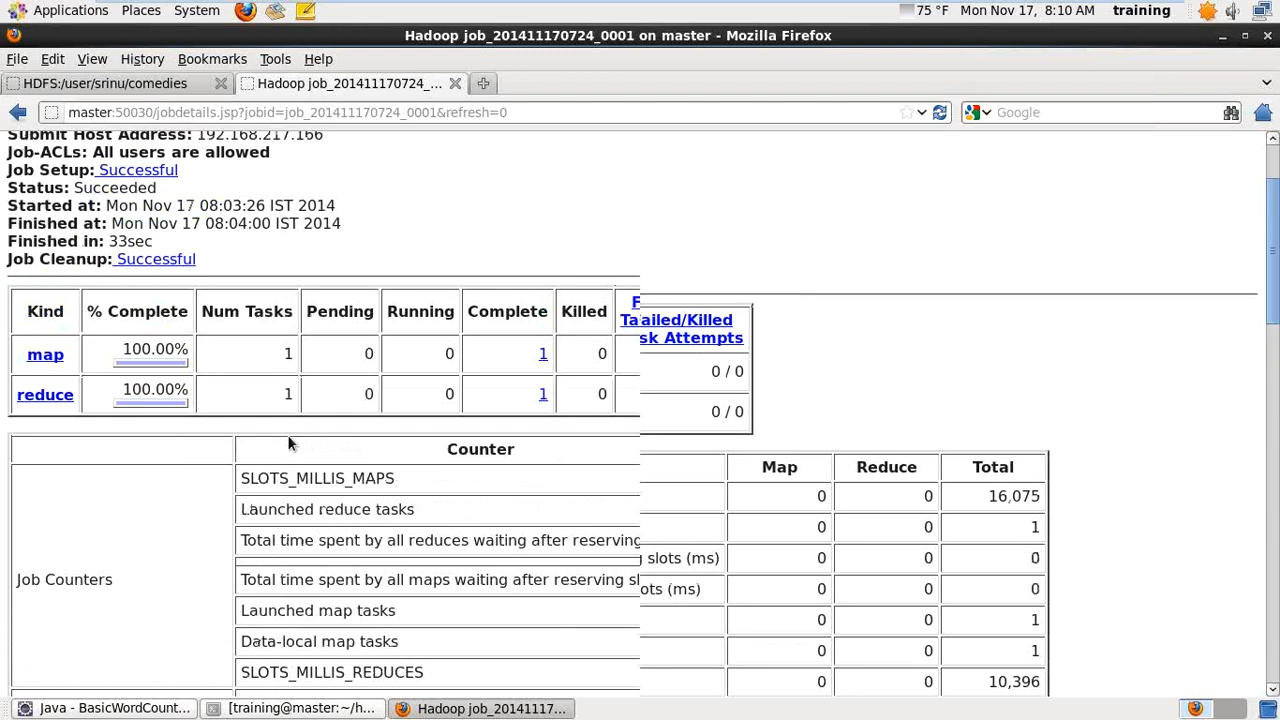 Applications Places System 75 °F Mon Nov 17, 8:10 AM training
Hadoop job_201411170724_0001 on master - Mozilla Firefox
File Edit View History Bookmarks Tools Help
HDFS:/user/srinu/comedies Hadoop job_201411170724_...
master:50030/jobdetails.jsp?jobid=job_201411170724_0001&refresh=0 Google
Submit Host Address: 192.168.217.166
Job-ACLs: All users are allowed
Job Setup: Successful
Status: Succeeded
Started at: Mon Nov 17 08:03:26 IST 2014
Finished at: Mon Nov 17 08:04:00 IST 2014
Finished in: 33sec
Job Cleanup: Successful
Kind % Complete Num Tasks Pending Running Complete Killed Failed/Killed
Task Attempts
map 100.00% 1 0 0 1 0 0 / 0
reduce 100.00% 1 0 0 1 0 0 / 0
Counter Map Reduce Total
Job Counters
SLOTS_MILLIS_MAPS 0 0 16,075
Launched reduce tasks 0 0 1
Total time spent by all reduces waiting after reserving slots (ms) 0 0 0
Total time spent by all maps waiting after reserving slots (ms) 0 0 0
Launched map tasks 0 0 1
Data-local map tasks 0 0 1
SLOTS_MILLIS_REDUCES 0 0 10,396
Java - BasicWordCount... [training@master:~/h... Hadoop job_20141117...